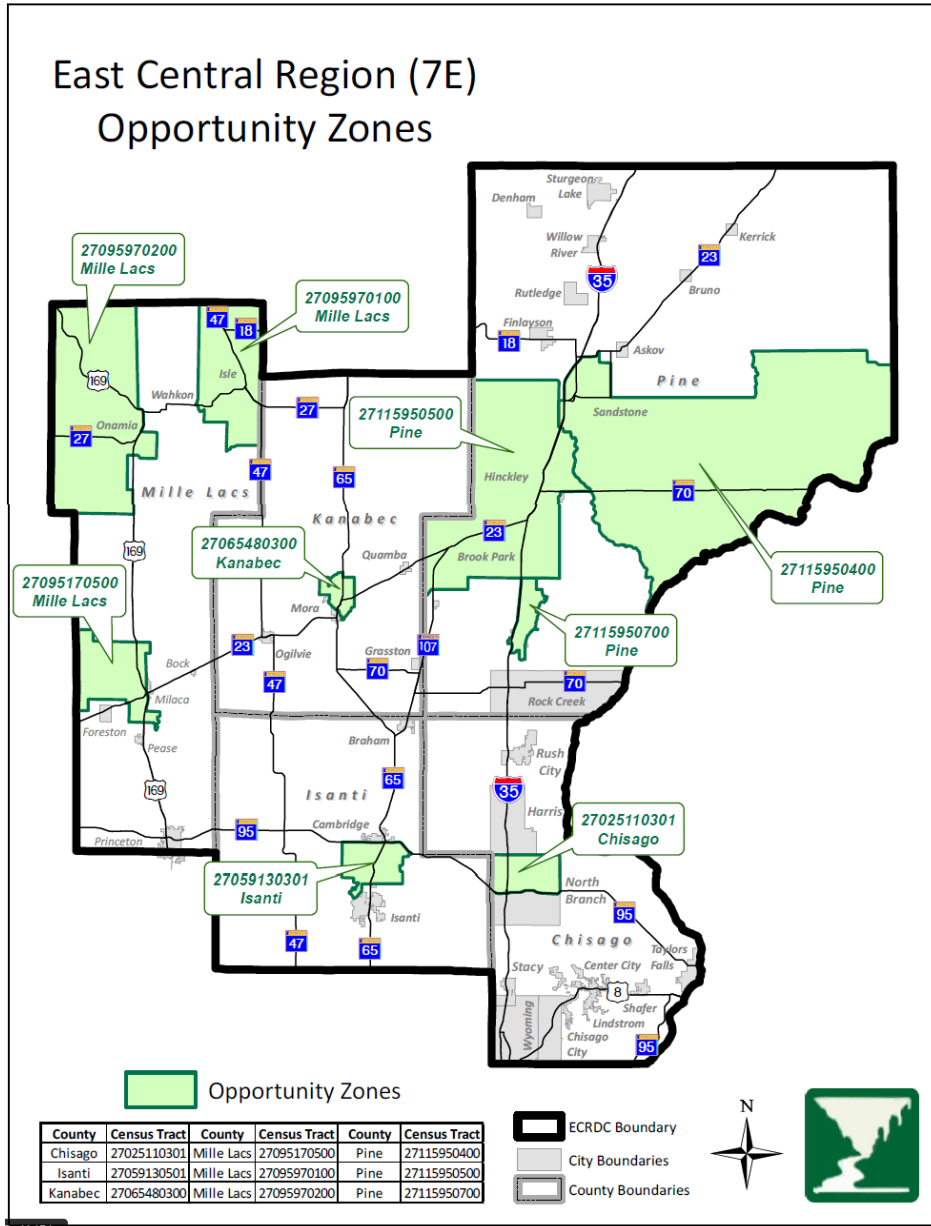 East Central Region (7E)
Opportunity Zones
Sturgeon
Lake
Denham
Willow
River
Kerrick
23
35
Rutledge
Bruno
Finlayson
18
Askov
Pine
Sandstone
27095970200
Mille Lacs
27095970100
Mille Lacs
47
18
169
Isle
Wahkon
27
Onamia
27
27115950500
Pine
Hinckley
47
65
70
Mille Lacs
Kanabec
169
27065480300
Kanabec
Quamba
23
Brook Park
27115950400
Pine
27095170500
Mille Lacs
Mora
27115950700
Pine
23
Ogilvie
Grasston
107
Bock
47
70
70
Milaca
Rock Creek
Foreston
Pease
Braham
Rush
City
169
65
35
Isanti
Harris
Cambridge
95
Princeton
27025110301
Chisago
27059130301
Isanti
North
Branch
Isanti
95
47
65
Chisago
Taylors
Falls
Stacy
Center City
8
Shafer
Lindstrom
Wyoming
Chisago
City
95
Opportunity Zones
County Census Tract County Census Tract County Census Tract
Chisago 27025110301 Mille Lacs 27095170500 Pine 27115950400
Isanti 27059130501 Mille Lacs 27095970100 Pine 27115950500
Kanabec 27065480300 Mille Lacs 27095970200 Pine 27115950700
ECRDC Boundary
City Boundaries
County Boundaries
N